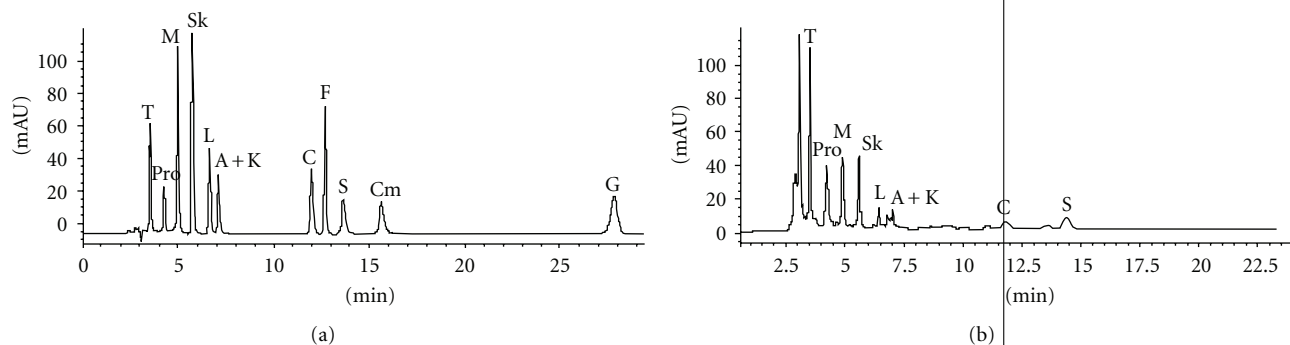 Sk
M
100
80
T
60
L
40
Pro
A + K
20
0
C
F
S
Cm
G
(mAU)
0 5 10 15 20 25
(min)
(a)
T
100
80
60
M
Pro
Sk
40
20
L
A + K
C
S
0
(mAU)
2.5 5 7.5 10 12.5 15 17.5 20 22.5
(min)
(b)